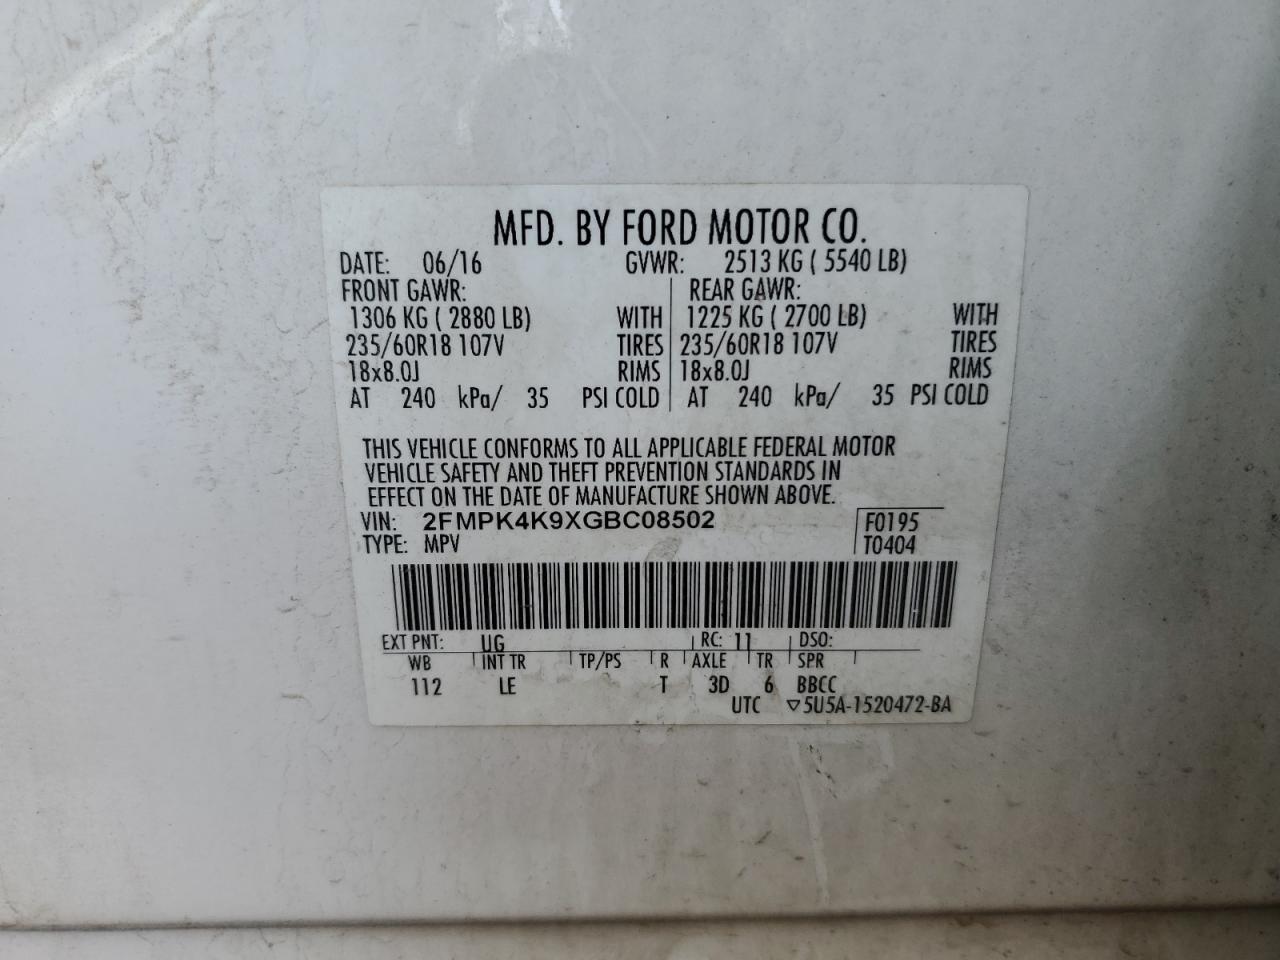 MFD. BY FORD MOTOR CO.
DATE: 06/16 GVWR: 2513 KG ( 5540 LB)
FRONT GAWR: REAR GAWR:
1306 KG ( 2880 LB) WITH 1225 KG ( 2700 LB) WITH
235/60R18 107V TIRES 235/60R18 107V TIRES
18x8.0J RIMS 18x8.0J RIMS
AT 240 kPa/ 35 PSI COLD AT 240 kPa/ 35 PSI COLD
THIS VEHICLE CONFORMS TO ALL APPLICABLE FEDERAL MOTOR
VEHICLE SAFETY AND THEFT PREVENTION STANDARDS IN
EFFECT ON THE DATE OF MANUFACTURE SHOWN ABOVE.
VIN: 2FMPK4K9XGBC08502 F0195
TYPE: MPV T0404
EXT PNT: UG RC: 11 DSO:
WB INT TR TP/PS R AXLE TR SPR
112 LE T 3D 6 BBCC
UTC ▽5U5A-1520472-BA